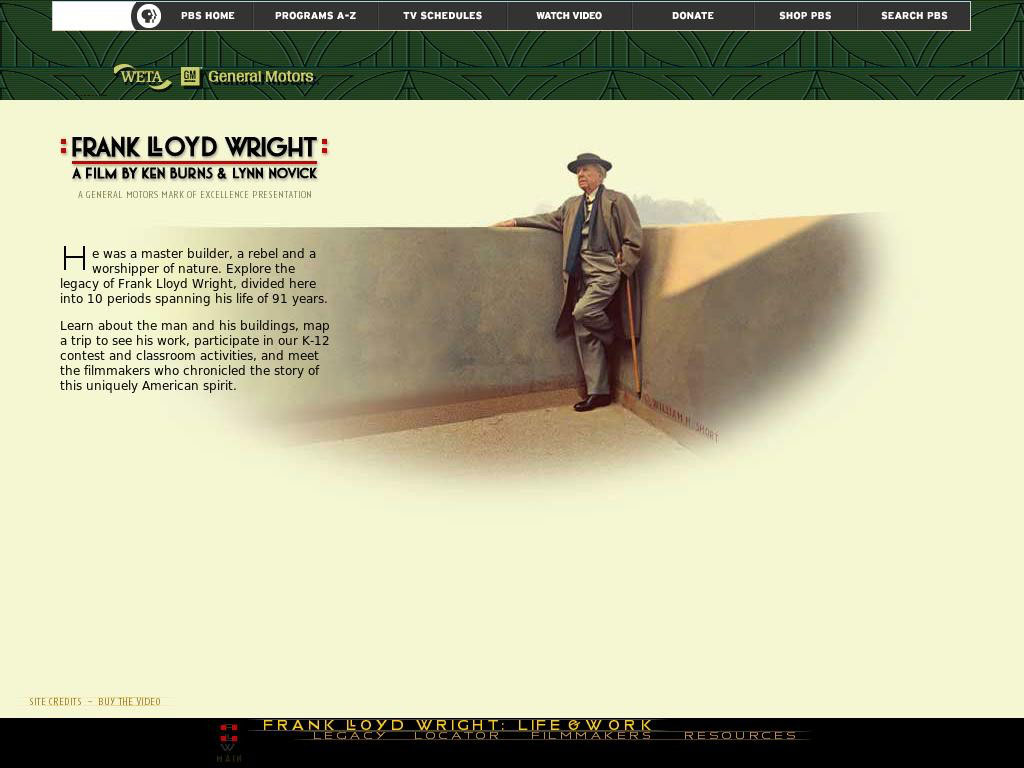 PBS HOME PROGRAMS A-Z TV SCHEDULES WATCH VIDEO DONATE SHOP PBS SEARCH PBS
WETA GM General Motors
FRANK LLOYD WRIGHT
A FILM BY KEN BURNS & LYNN NOVICK
A GENERAL MOTORS MARK OF EXCELLENCE PRESENTATION
He was a master builder, a rebel and a
worshipper of nature. Explore the
legacy of Frank Lloyd Wright, divided here
into 10 periods spanning his life of 91 years.
Learn about the man and his buildings, map
a trip to see his work, participate in our K-12
contest and classroom activities, and meet
the filmmakers who chronicled the story of
this uniquely American spirit.
© WILLIAM H. SHORT
SITE CREDITS - BUY THE VIDEO
FRANK LLOYD WRIGHT: LIFE & WORK
LEGACY LOCATOR FILMMAKERS RESOURCES
MAIN